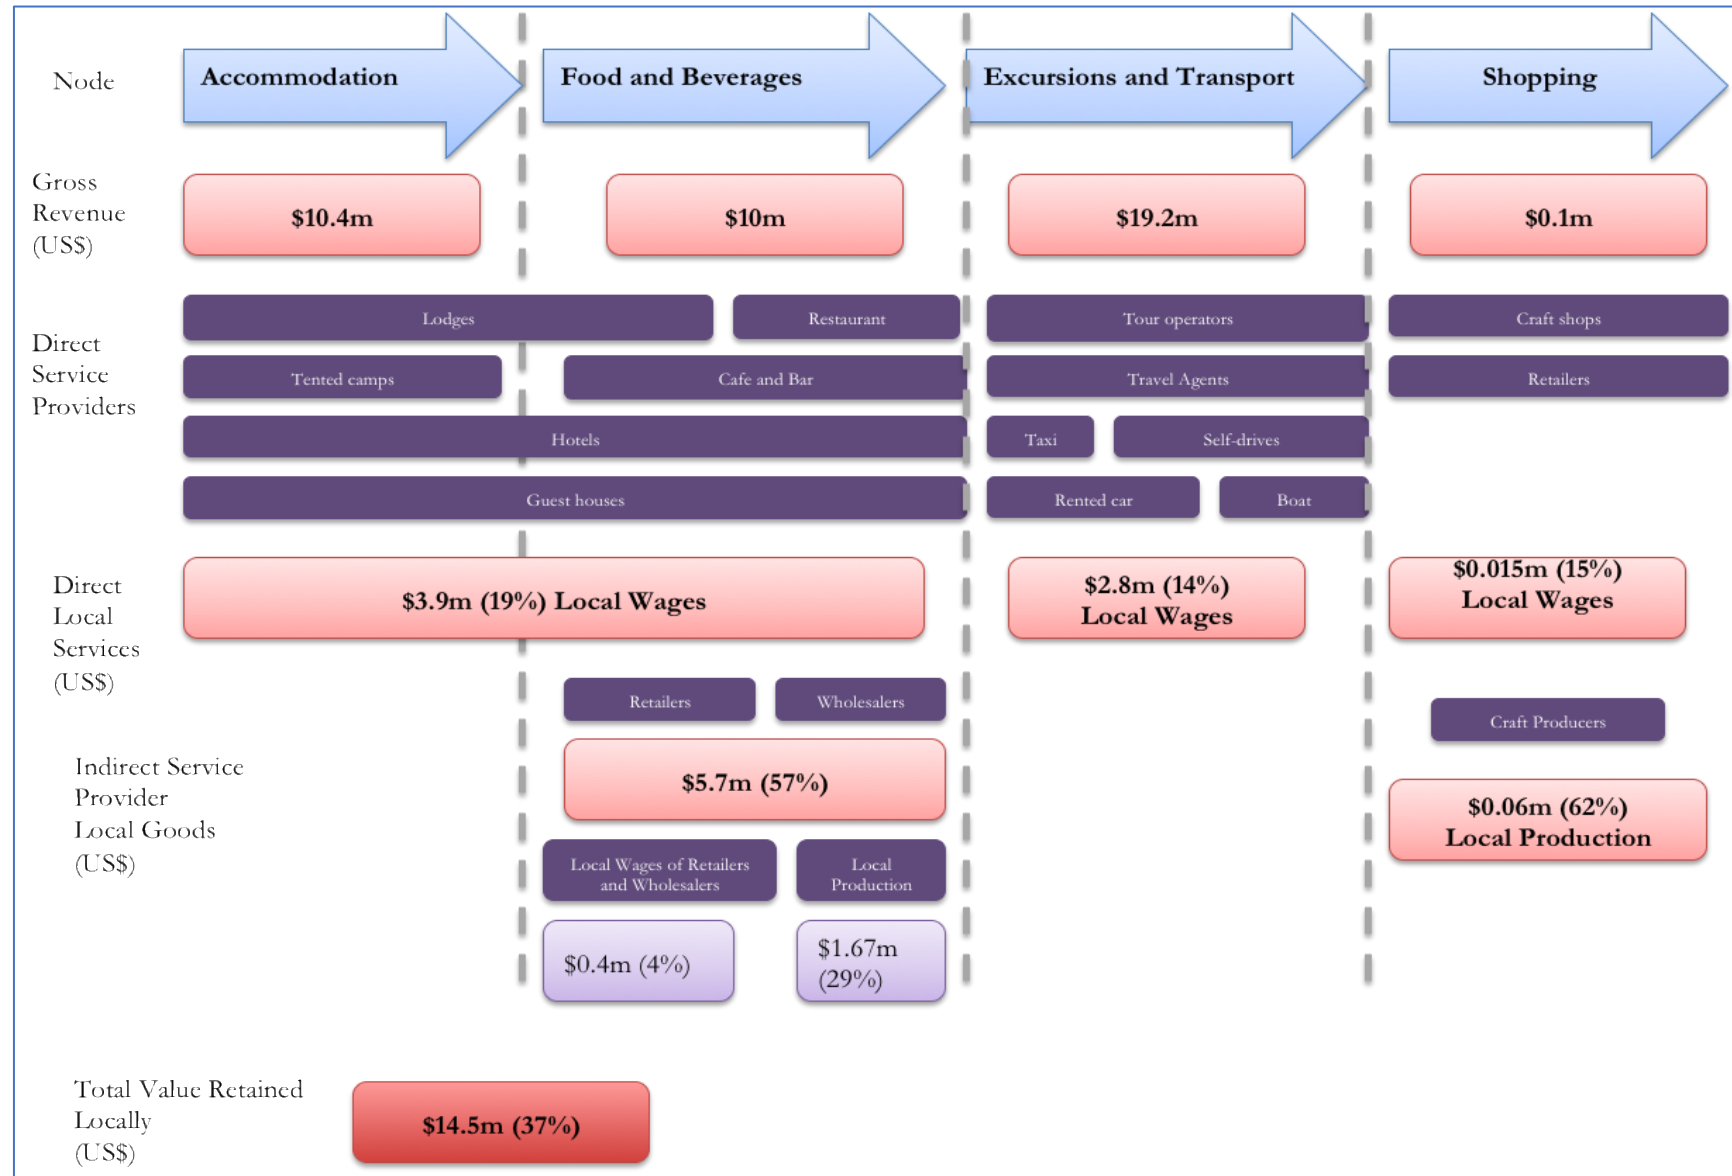 Node
Accommodation
Food and Beverages
Excursions and Transport
Shopping
Gross
Revenue
(US$)
$10.4m
$10m
$19.2m
$0.1m
Direct
Service
Providers
Lodges
Restaurant
Tour operators
Craft shops
Tented camps
Cafe and Bar
Travel Agents
Retailers
Hotels
Taxi
Self-drives
Guest houses
Rented car
Boat
Direct
Local
Services
(US$)
$3.9m (19%) Local Wages
$2.8m (14%)
Local Wages
$0.015m (15%)
Local Wages
Retailers
Wholesalers
Craft Producers
Indirect Service
Provider
Local Goods
(US$)
$5.7m (57%)
$0.06m (62%)
Local Production
Local Wages of Retailers
and Wholesalers
Local
Production
$0.4m (4%)
$1.67m
(29%)
Total Value Retained
Locally
(US$)
$14.5m (37%)